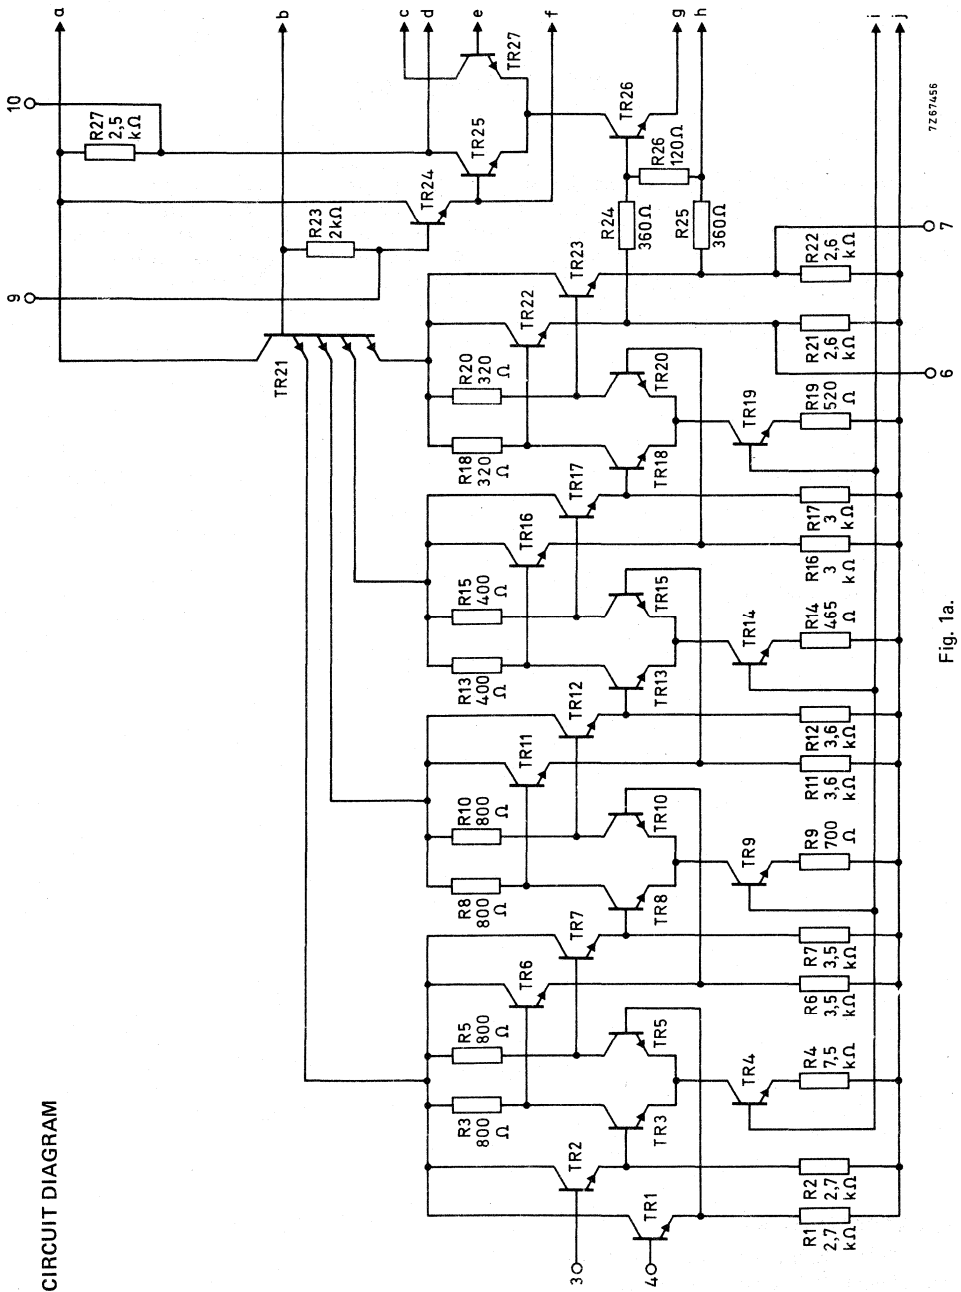 CIRCUIT DIAGRAM
a
b
c
d
e
f
g
h
i
j
10
9
R27
2,5
kΩ
R23
2kΩ
TR27
TR25
TR24
TR26
R26
120Ω
R24
360Ω
R25
360Ω
TR21
TR23
TR22
R20
320
Ω
R18
320
Ω
TR20
TR18
TR19
R22
2,6
kΩ
R21
2,6
kΩ
R19
520
Ω
7
6
TR17
TR16
R15
400
Ω
R13
400
Ω
TR15
TR13
TR14
R17
3
kΩ
R16
3
kΩ
R14
465
Ω
TR12
TR11
R10
800
Ω
R8
800
Ω
TR10
TR8
TR9
R12
3,6
kΩ
R11
3,6
kΩ
R9
700
Ω
TR7
TR6
R5
800
Ω
R3
800
Ω
TR5
TR3
TR4
R7
3,5
kΩ
R6
3,5
kΩ
R4
7,5
kΩ
TR2
TR1
R2
2,7
kΩ
R1
2,7
kΩ
3
4
7Z67456
Fig. 1a.